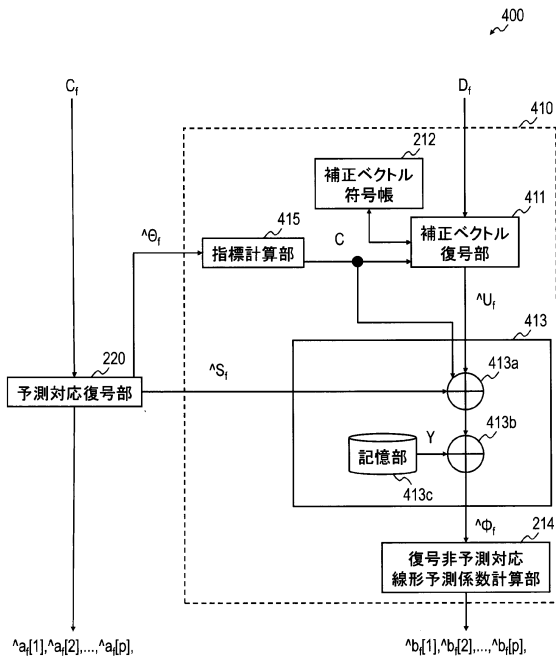 400
C_f
D_f
410
212
補正ベクトル
符号帳
411
415
^θ_f
指標計算部
C
補正ベクトル
復号部
^U_f
413
220
予測対応復号部
^S_f
413a
413b
記憶部
Y
413c
^Φ_f
214
復号非予測対応
線形予測係数計算部
^a_f[1],^a_f[2],...,^a_f[p],
^b_f[1],^b_f[2],...,^b_f[p],